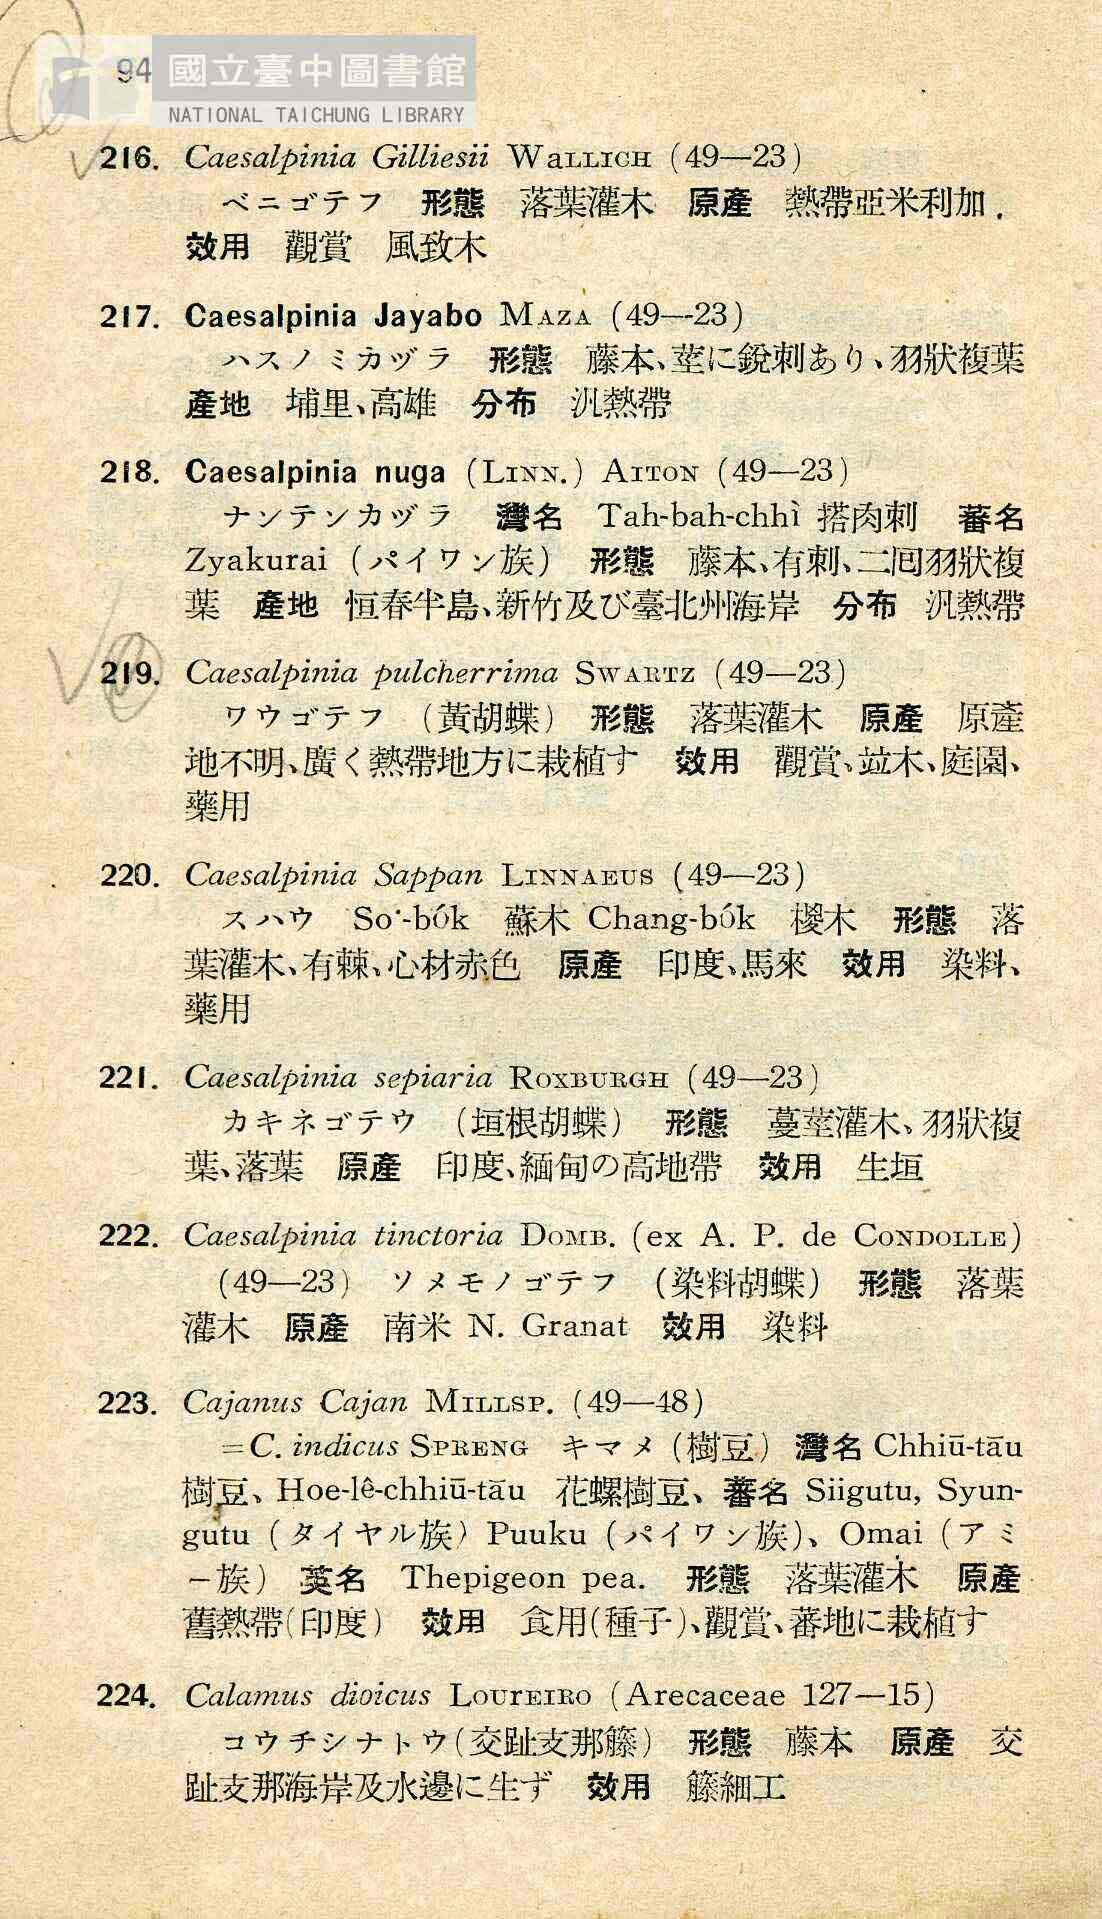 94
國立臺中圖書館
NATIONAL TAICHUNG LIBRARY
216. Caesalpinia Gilliesii WALLICH (49—23)
ベニゴテフ 形態 落葉灌木 原產 熱帶亞米利加.
效用 觀賞 風致木
217. Caesalpinia Jayabo MAZA (49—23)
ハスノミカヅラ 形態 藤本、莖に銳刺あり、羽狀複葉
產地 埔里、高雄 分布 汎熱帶
218. Caesalpinia nuga (LINN.) AITON (49—23)
ナンテンカヅラ 灣名 Tah-bah-chhì 搭肉刺 蕃名
Zyakurai (パイワン族) 形態 藤本、有刺、二囘羽狀複
葉 產地 恒春半島、新竹及び臺北州海岸 分布 汎熱帶
219. Caesalpinia pulcherrima SWARTZ (49—23)
ワウゴテフ (黃胡蝶) 形態 落葉灌木 原產 原產
地不明、廣く熱帶地方に栽植す 效用 觀賞、竝木、庭園、
藥用
220. Caesalpinia Sappan LINNAEUS (49—23)
スハウ So·-bók 蘇木 Chang-bók 椶木 形態 落
葉灌木、有棘、心材赤色 原產 印度、馬來 效用 染料、
藥用
221. Caesalpinia sepiaria ROXBURGH (49—23)
カキネゴテウ (垣根胡蝶) 形態 蔓莖灌木、羽狀複
葉、落葉 原產 印度、緬甸の高地帶 效用 生垣
222. Caesalpinia tinctoria DOMB. (ex A. P. de CONDOLLE)
(49—23) ソメモノゴテフ (染料胡蝶) 形態 落葉
灌木 原產 南米 N. Granat 效用 染料
223. Cajanus Cajan MILLSP. (49—48)
=C. indicus SPRENG キマメ (樹豆) 灣名 Chhiū-tāu
樹豆、Hoe-lê-chhiū-tāu 花螺樹豆、蕃名 Siigutu, Syun-
gutu (タイヤル族) Puuku (パイワン族)、Omai (アミ
ー族) 英名 Thepigeon pea. 形態 落葉灌木 原產
舊熱帶(印度) 效用 食用(種子)、觀賞、蕃地に栽植す
224. Calamus dioicus LOUREIRO (Arecaceae 127—15)
コウチシナトウ(交趾支那籐) 形態 藤本 原產 交
趾支那海岸及水邊に生ず 效用 籐細工